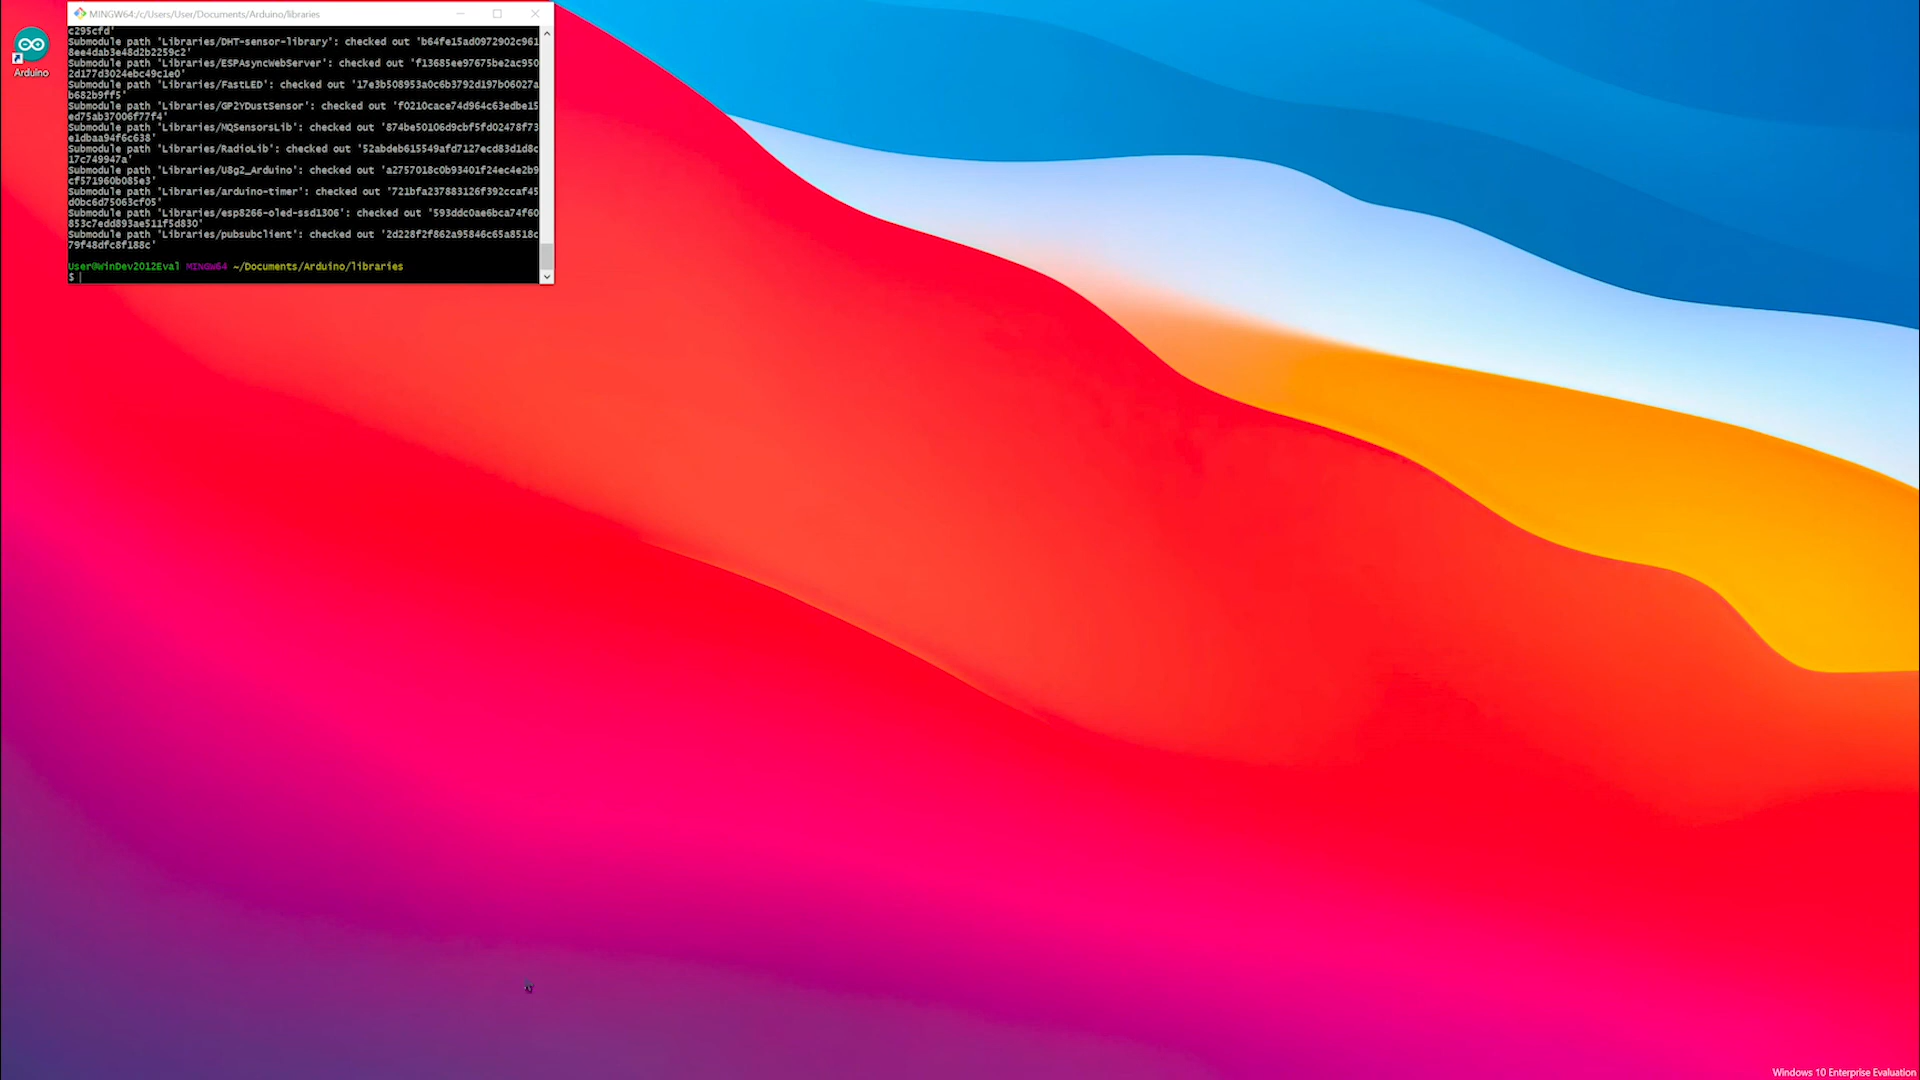 MINGW64:/c/Users/User/Documents/Arduino/libraries
c295cfd'
Submodule path 'Libraries/DHT-sensor-library': checked out 'b64fe15ad0972902c961
8ee4dab3e48d2b2259c2'
Submodule path 'Libraries/ESPAsyncWebServer': checked out 'f13685ee97675be2ac950
2d177d3024ebc49c1e0'
Submodule path 'Libraries/FastLED': checked out '17e3b508953a0c6b3792d197b06027a
b682b9ff5'
Submodule path 'Libraries/GP2YDustSensor': checked out 'f0210cace74d964c63edbe15
ed75ab37006f77f4'
Submodule path 'Libraries/MQSensorsLib': checked out '874be50106d9cbf5fd02478f73
e1dbaa94f6c638'
Submodule path 'Libraries/RadioLib': checked out '52abdeb615549afd7127ecd83d1d8c
17c749947a'
Submodule path 'Libraries/U8g2_Arduino': checked out 'a2757018c0b93401f24ec4e2b9
cf571960b085e3'
Submodule path 'Libraries/arduino-timer': checked out '721bfa237883126f392ccaf45
d0bc6d75063cf05'
Submodule path 'Libraries/esp8266-oled-ssd1306': checked out '593ddc0ae6bca74f60
853c7edd893ae511f5d830'
Submodule path 'Libraries/pubsubclient': checked out '2d228f2f862a95846c65a8518c
79f48dfc8f188c'
User@WinDev2012Eval MINGW64 ~/Documents/Arduino/libraries
$
Arduino
Windows 10 Enterprise Evaluation